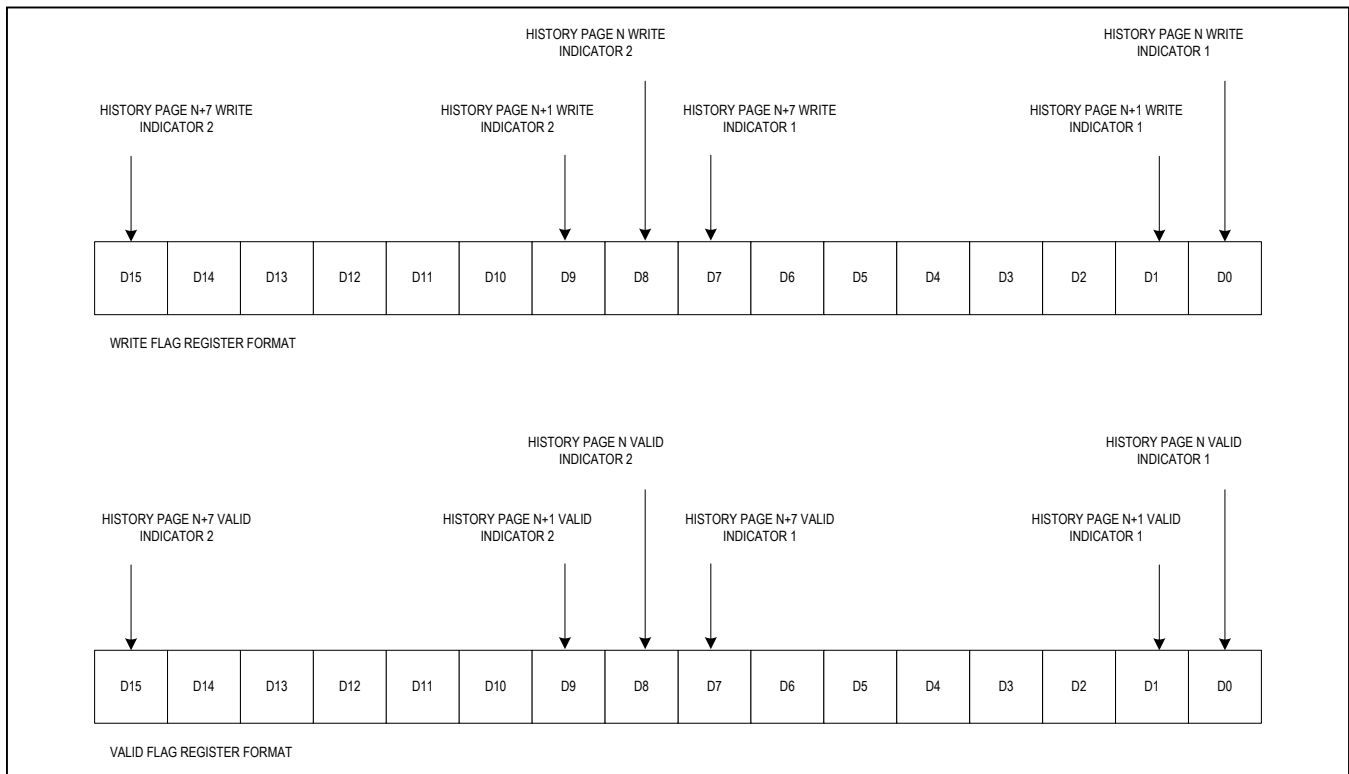 HISTORY PAGE N WRITE
INDICATOR 2
HISTORY PAGE N WRITE
INDICATOR 1
HISTORY PAGE N+7 WRITE
INDICATOR 2
HISTORY PAGE N+1 WRITE
INDICATOR 2
HISTORY PAGE N+7 WRITE
INDICATOR 1
HISTORY PAGE N+1 WRITE
INDICATOR 1
D15 D14 D13 D12 D11 D10 D9 D8 D7 D6 D5 D4 D3 D2 D1 D0
WRITE FLAG REGISTER FORMAT
HISTORY PAGE N VALID
INDICATOR 2
HISTORY PAGE N VALID
INDICATOR 1
HISTORY PAGE N+7 VALID
INDICATOR 2
HISTORY PAGE N+1 VALID
INDICATOR 2
HISTORY PAGE N+7 VALID
INDICATOR 1
HISTORY PAGE N+1 VALID
INDICATOR 1
D15 D14 D13 D12 D11 D10 D9 D8 D7 D6 D5 D4 D3 D2 D1 D0
VALID FLAG REGISTER FORMAT